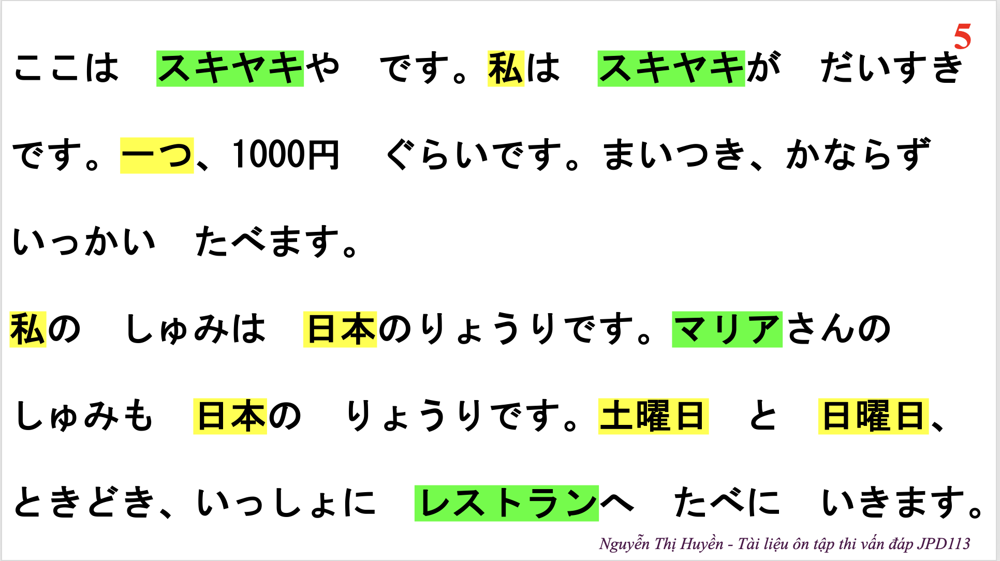 5
ここは　スキヤキや　です。私は　スキヤキが　だいすき
です。一つ、1000円　ぐらいです。まいつき、かならず
いっかい　たべます。
私の　しゅみは　日本のりょうりです。マリアさんの
しゅみも　日本の　りょうりです。土曜日　と　日曜日、
ときどき、いっしょに　レストランへ　たべに　いきます。
Nguyễn Thị Huyền - Tài liệu ôn tập thi vấn đáp JPD113